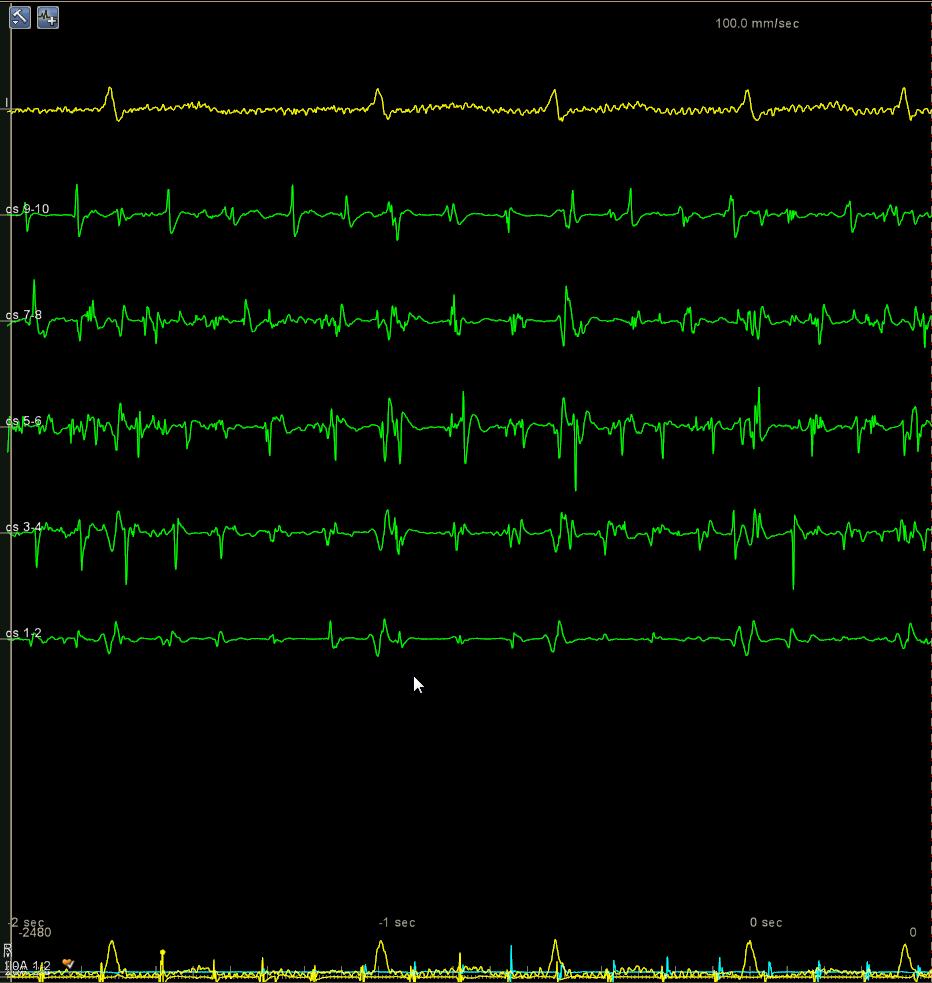 100.0 mm/sec
I
cs 9-10
cs 7-8
cs 5-6
cs 3-4
cs 1-2
-2 sec
-1 sec
0 sec
-2480
0